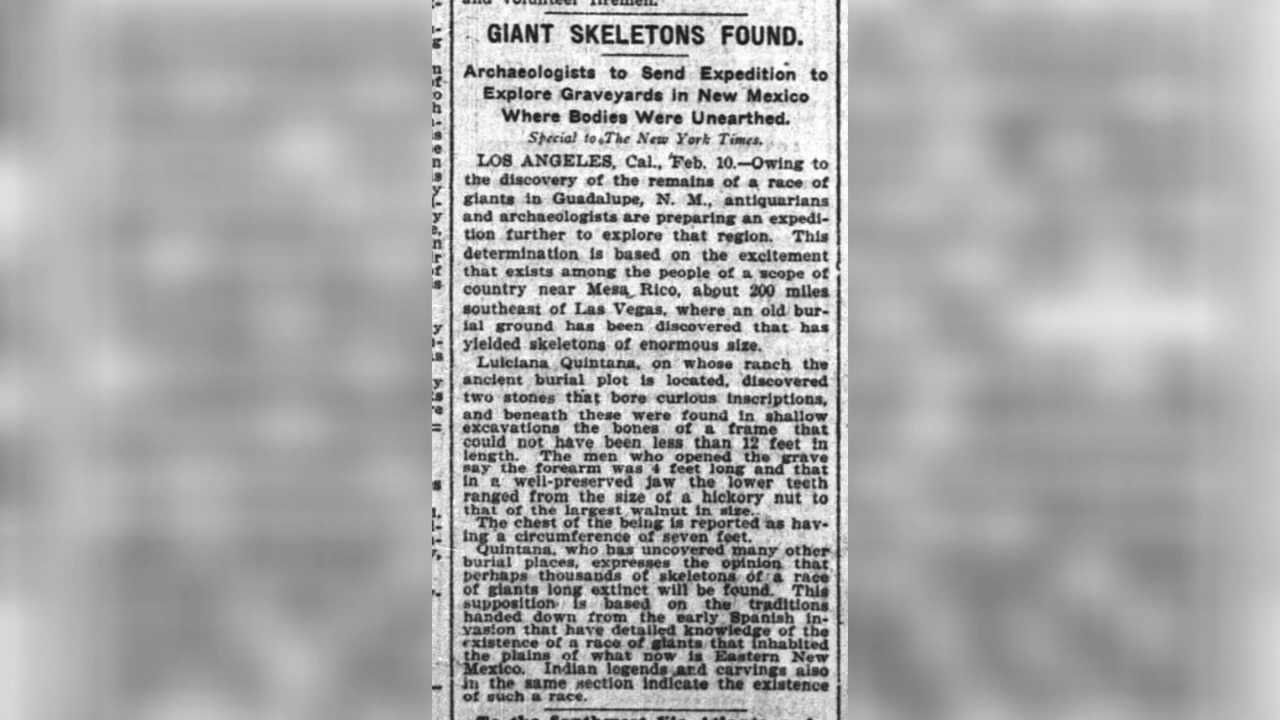 and volunteer firemen.
GIANT SKELETONS FOUND.
Archaeologists to Send Expedition to
Explore Graveyards in New Mexico
Where Bodies Were Unearthed.
Special to The New York Times.
LOS ANGELES, Cal., Feb. 10.—Owing to
the discovery of the remains of a race of
giants in Guadalupe, N. M., antiquarians
and archaeologists are preparing an expedi-
tion further to explore that region. This
determination is based on the excitement
that exists among the people of a scope of
country near Mesa Rico, about 200 miles
southeast of Las Vegas, where an old bur-
ial ground has been discovered that has
yielded skeletons of enormous size.
Luiciana Quintana, on whose ranch the
ancient burial plot is located, discovered
two stones that bore curious inscriptions,
and beneath these were found in shallow
excavations the bones of a frame that
could not have been less than 12 feet in
length. The men who opened the grave
say the forearm was 4 feet long and that
in a well-preserved jaw the lower teeth
ranged from the size of a hickory nut to
that of the largest walnut in size.
The chest of the being is reported as hav-
ing a circumference of seven feet.
Quintana, who has uncovered many other
burial places, expresses the opinion that
perhaps thousands of skeletons of a race
of giants long extinct will be found. This
supposition is based on the traditions
handed down from the early Spanish in-
vasion that have detailed knowledge of the
existence of a race of giants that inhabited
the plains of what now is Eastern New
Mexico. Indian legends and carvings also
in the same section indicate the existence
of such a race.